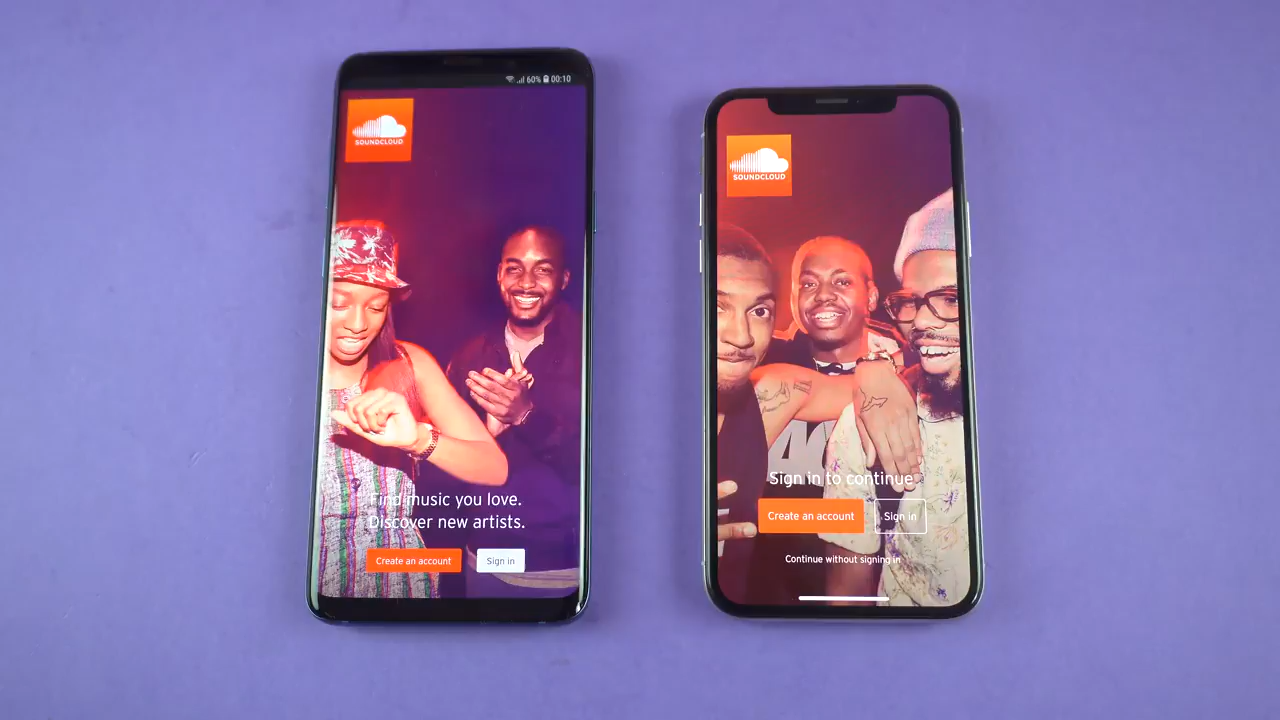 60% 00:10
SOUNDCLOUD
Find music you love.
Discover new artists.
Create an account
Sign in
SOUNDCLOUD
Sign in to continue
Create an account
Sign in
Continue without signing in